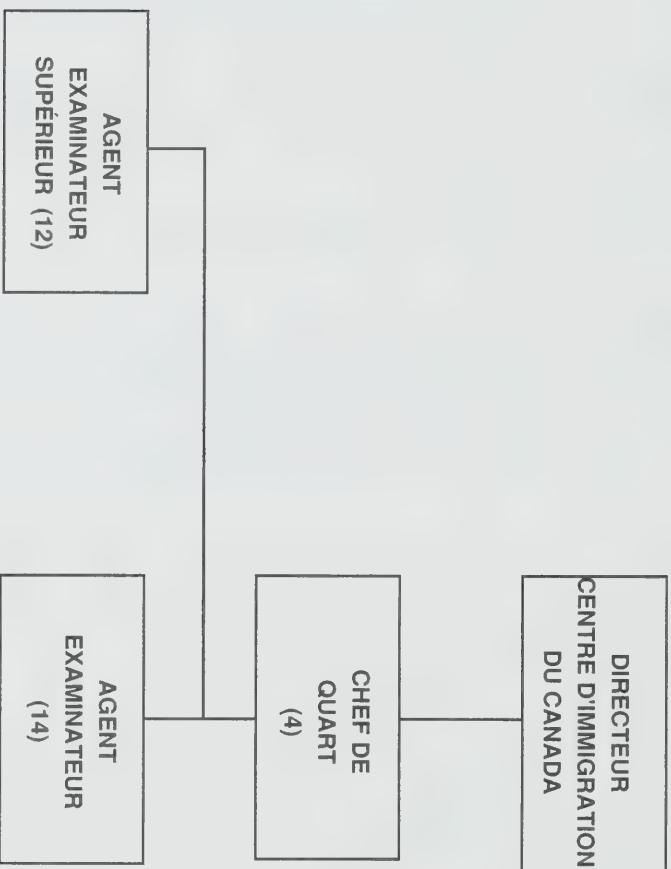 DIRECTEUR
CENTRE D'IMMIGRATION
DU CANADA
CHEF DE
QUART
(4)
AGENT
EXAMINATEUR
SUPÉRIEUR (12)
AGENT
EXAMINATEUR
(14)